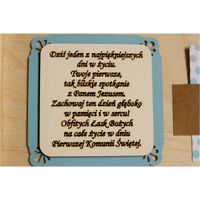 Dziś jeden z najpiękniejszych
dni w życiu.
Twoje pierwsze,
tak bliskie spotkanie
z Panem Jezusem.
Zachowaj ten dzień głęboko
w pamięci i w sercu!
Obfitych Łask Bożych
na całe życie w dniu
Pierwszej Komunii Świętej.